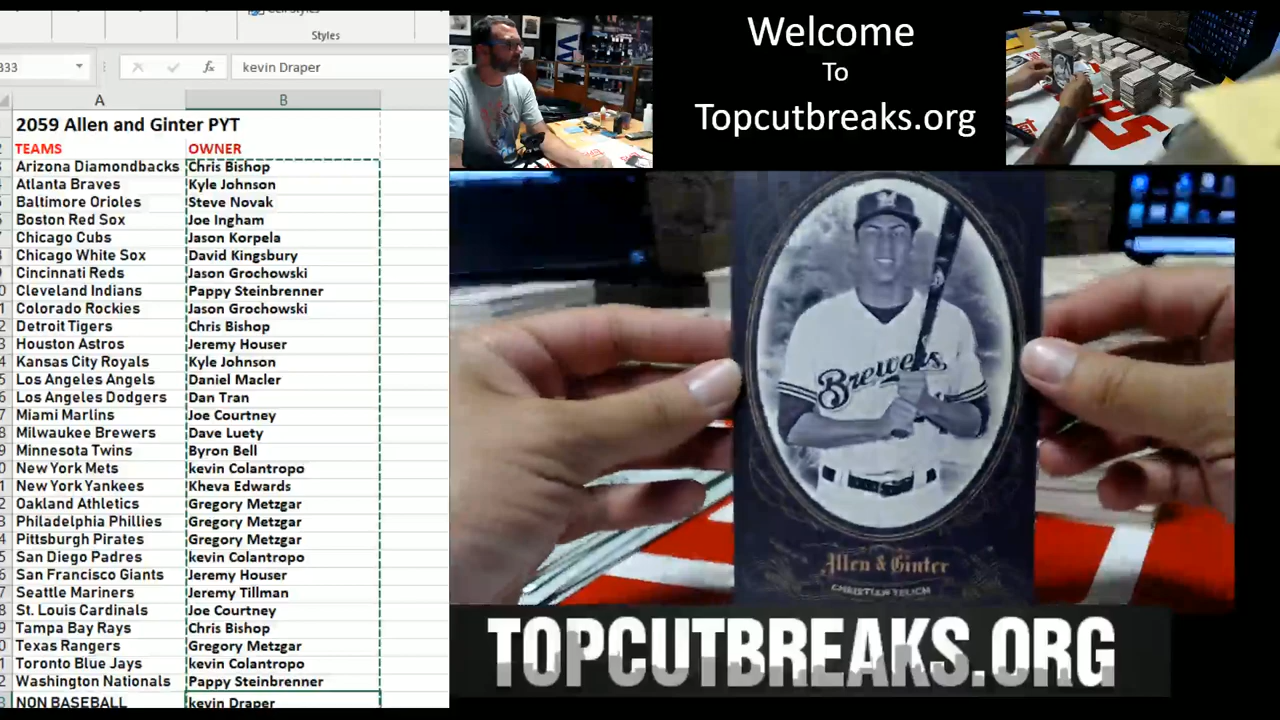 Styles
333
fx
kevin Draper
A
B
2059 Allen and Ginter PYT
TEAMS OWNER
Arizona Diamondbacks Chris Bishop
Atlanta Braves Kyle Johnson
Baltimore Orioles Steve Novak
Boston Red Sox Joe Ingham
Chicago Cubs Jason Korpela
Chicago White Sox David Kingsbury
Cincinnati Reds Jason Grochowski
Cleveland Indians Pappy Steinbrenner
Colorado Rockies Jason Grochowski
Detroit Tigers Chris Bishop
Houston Astros Jeremy Houser
Kansas City Royals Kyle Johnson
Los Angeles Angels Daniel Macler
Los Angeles Dodgers Dan Tran
Miami Marlins Joe Courtney
Milwaukee Brewers Dave Luety
Minnesota Twins Byron Bell
New York Mets kevin Colantropo
New York Yankees Kheva Edwards
Oakland Athletics Gregory Metzgar
Philadelphia Phillies Gregory Metzgar
Pittsburgh Pirates Gregory Metzgar
San Diego Padres kevin Colantropo
San Francisco Giants Jeremy Houser
Seattle Mariners Jeremy Tillman
St. Louis Cardinals Joe Courtney
Tampa Bay Rays Chris Bishop
Texas Rangers Gregory Metzgar
Toronto Blue Jays kevin Colantropo
Washington Nationals Pappy Steinbrenner
NON BASEBALL kevin Draper
Welcome
To
Topcutbreaks.org
Brewers
Allen & Ginter
CHRISTIAN YELICH
TOPCUTBREAKS.ORG